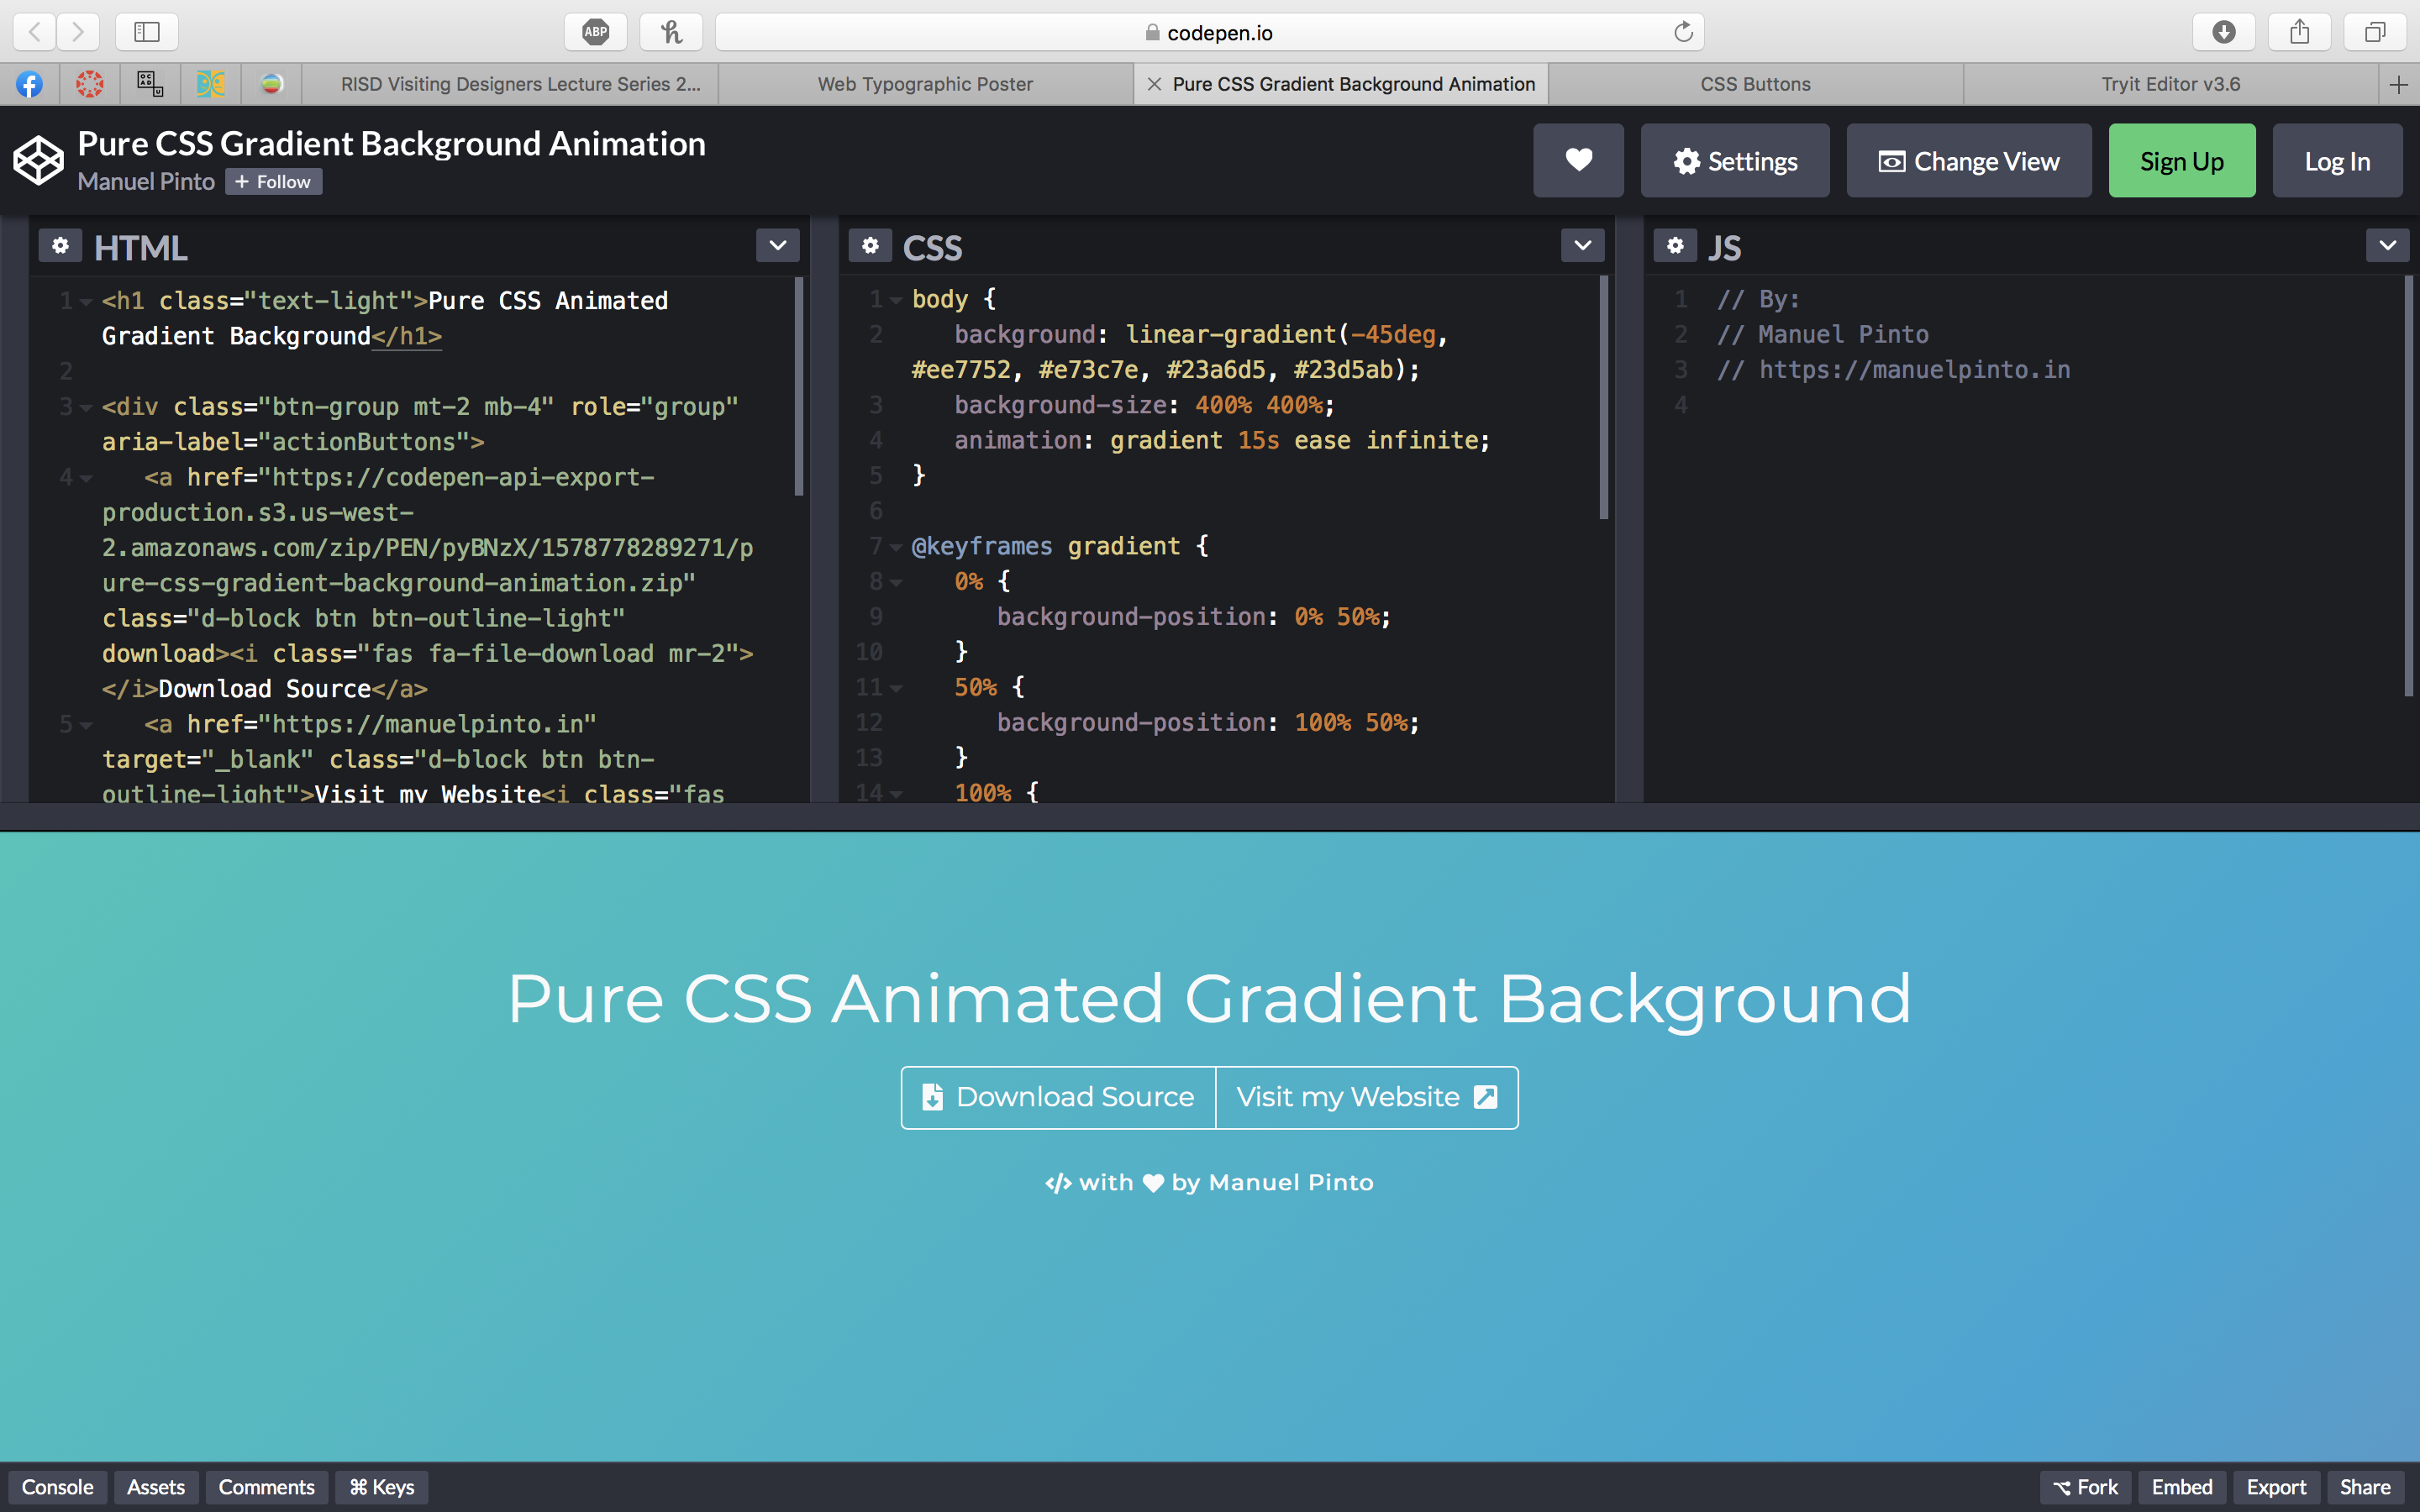 ABP
codepen.io
RISD Visiting Designers Lecture Series 2...
Web Typographic Poster
Pure CSS Gradient Background Animation
CSS Buttons
Tryit Editor v3.6
OC
AD
U
Pure CSS Gradient Background Animation
Manuel Pinto
+ Follow
Settings
Change View
Sign Up
Log In
HTML
1 <h1 class="text-light">Pure CSS Animated
Gradient Background</h1>
2
3 <div class="btn-group mt-2 mb-4" role="group"
aria-label="actionButtons">
4 <a href="https://codepen-api-export-
production.s3.us-west-
2.amazonaws.com/zip/PEN/pyBNzX/1578778289271/p
ure-css-gradient-background-animation.zip"
class="d-block btn btn-outline-light"
download><i class="fas fa-file-download mr-2">
</i>Download Source</a>
5 <a href="https://manuelpinto.in"
target="_blank" class="d-block btn btn-
outline-light">Visit my Website<i class="fas
CSS
1 body {
2 background: linear-gradient(-45deg,
#ee7752, #e73c7e, #23a6d5, #23d5ab);
3 background-size: 400% 400%;
4 animation: gradient 15s ease infinite;
5 }
6
7 @keyframes gradient {
8 0% {
9 background-position: 0% 50%;
10 }
11 50% {
12 background-position: 100% 50%;
13 }
14 100% {
JS
1 // By:
2 // Manuel Pinto
3 // https://manuelpinto.in
4
Pure CSS Animated Gradient Background
Download Source
Visit my Website
</> with ♥ by Manuel Pinto
Console
Assets
Comments
⌘ Keys
Fork
Embed
Export
Share